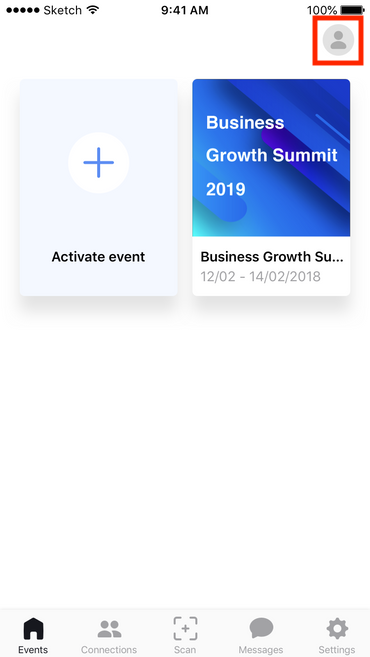 Sketch 9:41 AM 100%
Business
Growth Summit
2019
Activate event
Business Growth Su...
12/02 - 14/02/2018
Events Connections Scan Messages Settings